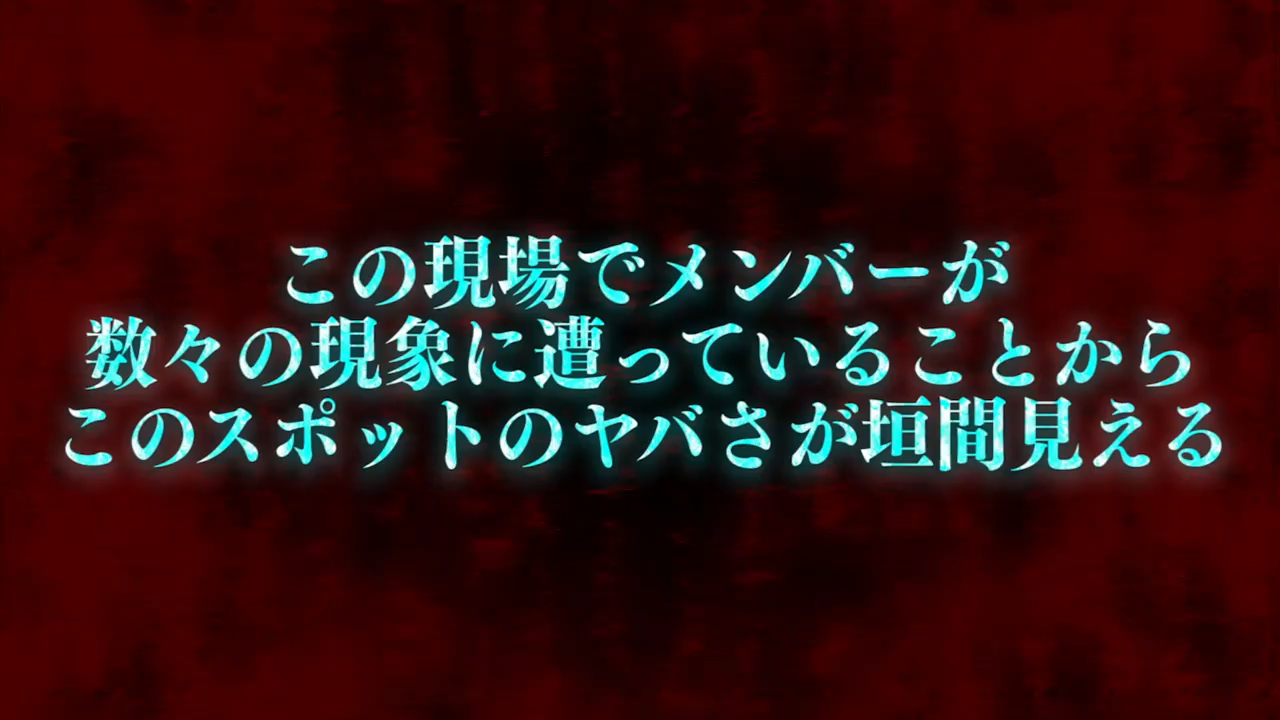 この現場でメンバーが
数々の現象に遭っていることから
このスポットのヤバさが垣間見える